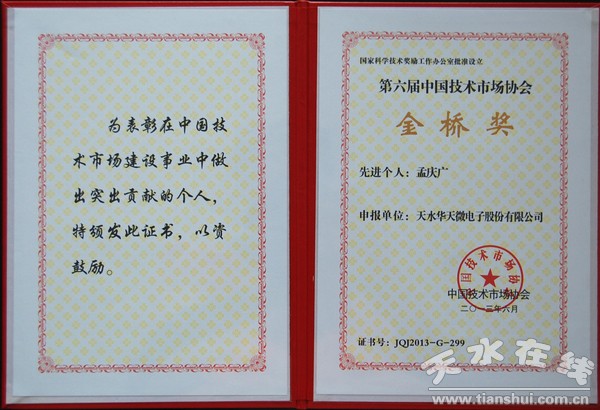 为表彰在中国技
术市场建设事业中做
出突出贡献的个人，
特颁发此证书，以资
鼓励。
国家科学技术奖励工作办公室批准设立
第六届中国技术市场协会
金桥奖
先进个人：孟庆广
申报单位：天水华天微电子股份有限公司
中国技术市场协会
中国技术市场协会
二〇一三年六月
证书号：JQJ2013-G-299
天水在线
www.tianshui.com.cn